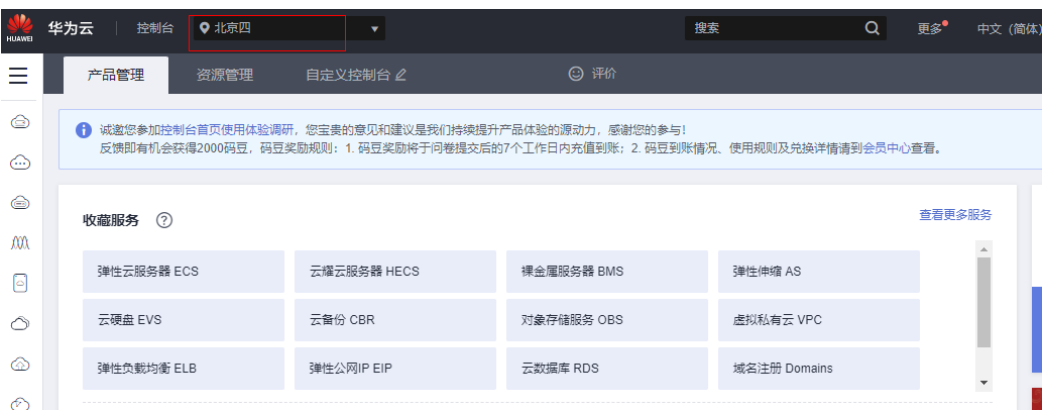 HUAWEI 华为云 控制台 北京四 搜索 更多 中文 (简体)
产品管理 资源管理 自定义控制台 评价
诚邀您参加控制台首页使用体验调研，您宝贵的意见和建议是我们持续提升产品体验的源动力，感谢您的参与！
反馈即有机会获得2000码豆，码豆奖励规则：1. 码豆奖励将于问卷提交后的7个工作日内充值到账；2. 码豆到账情况、使用规则及兑换详情请到会员中心查看。
收藏服务 ? 查看更多服务
弹性云服务器 ECS 云耀云服务器 HECS 裸金属服务器 BMS 弹性伸缩 AS
云硬盘 EVS 云备份 CBR 对象存储服务 OBS 虚拟私有云 VPC
弹性负载均衡 ELB 弹性公网IP EIP 云数据库 RDS 域名注册 Domains